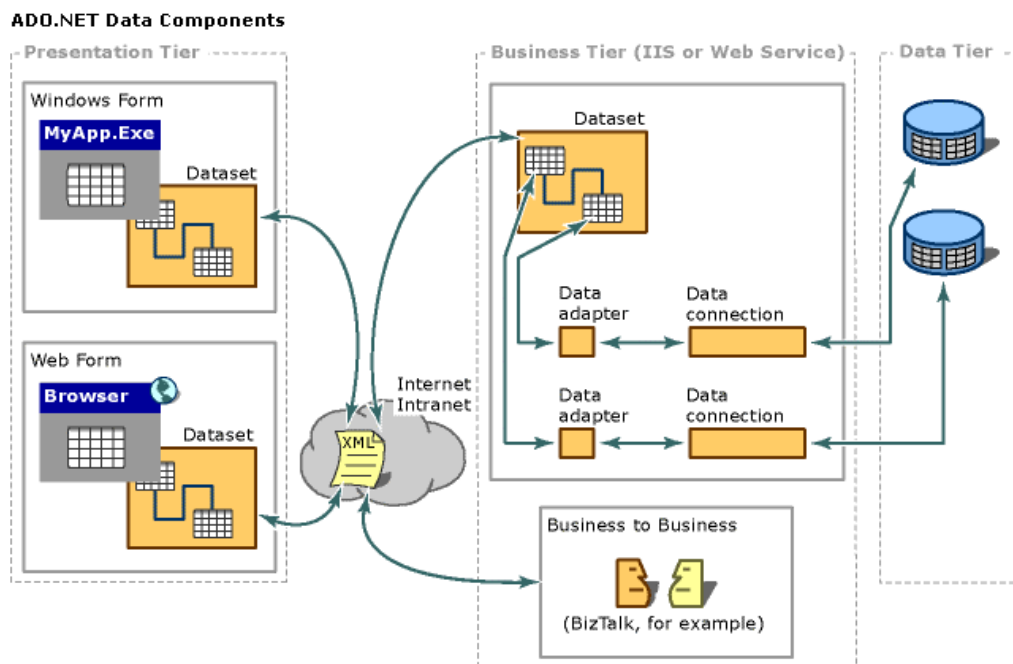 ADO.NET Data Components
Presentation Tier
Windows Form
MyApp.Exe
Dataset
Web Form
Browser
Dataset
Internet
Intranet
XML
Business Tier (IIS or Web Service)
Dataset
Data
adapter
Data
connection
Data
adapter
Data
connection
Business to Business
(BizTalk, for example)
Data Tier